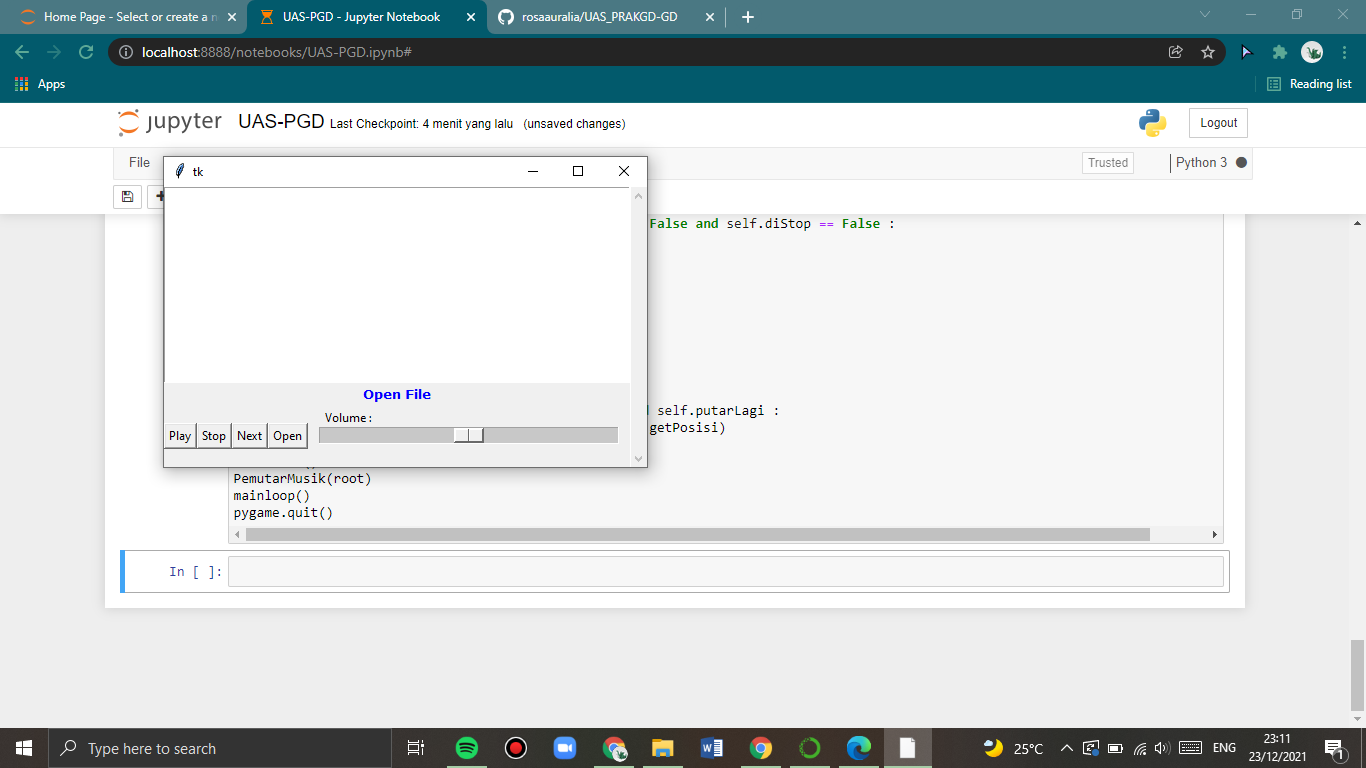 Home Page - Select or create a n
UAS-PGD - Jupyter Notebook
rosaauralia/UAS_PRAKGD-GD
localhost:8888/notebooks/UAS-PGD.ipynb#
Apps
Reading list
jupyter UAS-PGD Last Checkpoint: 4 menit yang lalu (unsaved changes)
Logout
File
Trusted
Python 3
tk
False and self.diStop == False :
Open File
self.putarLagi :
Volume:
getPosisi)
Play Stop Next Open
PemutarMusik(root)
mainloop()
pygame.quit()
In [ ]:
Type here to search
25°C
ENG
23:11
23/12/2021
1